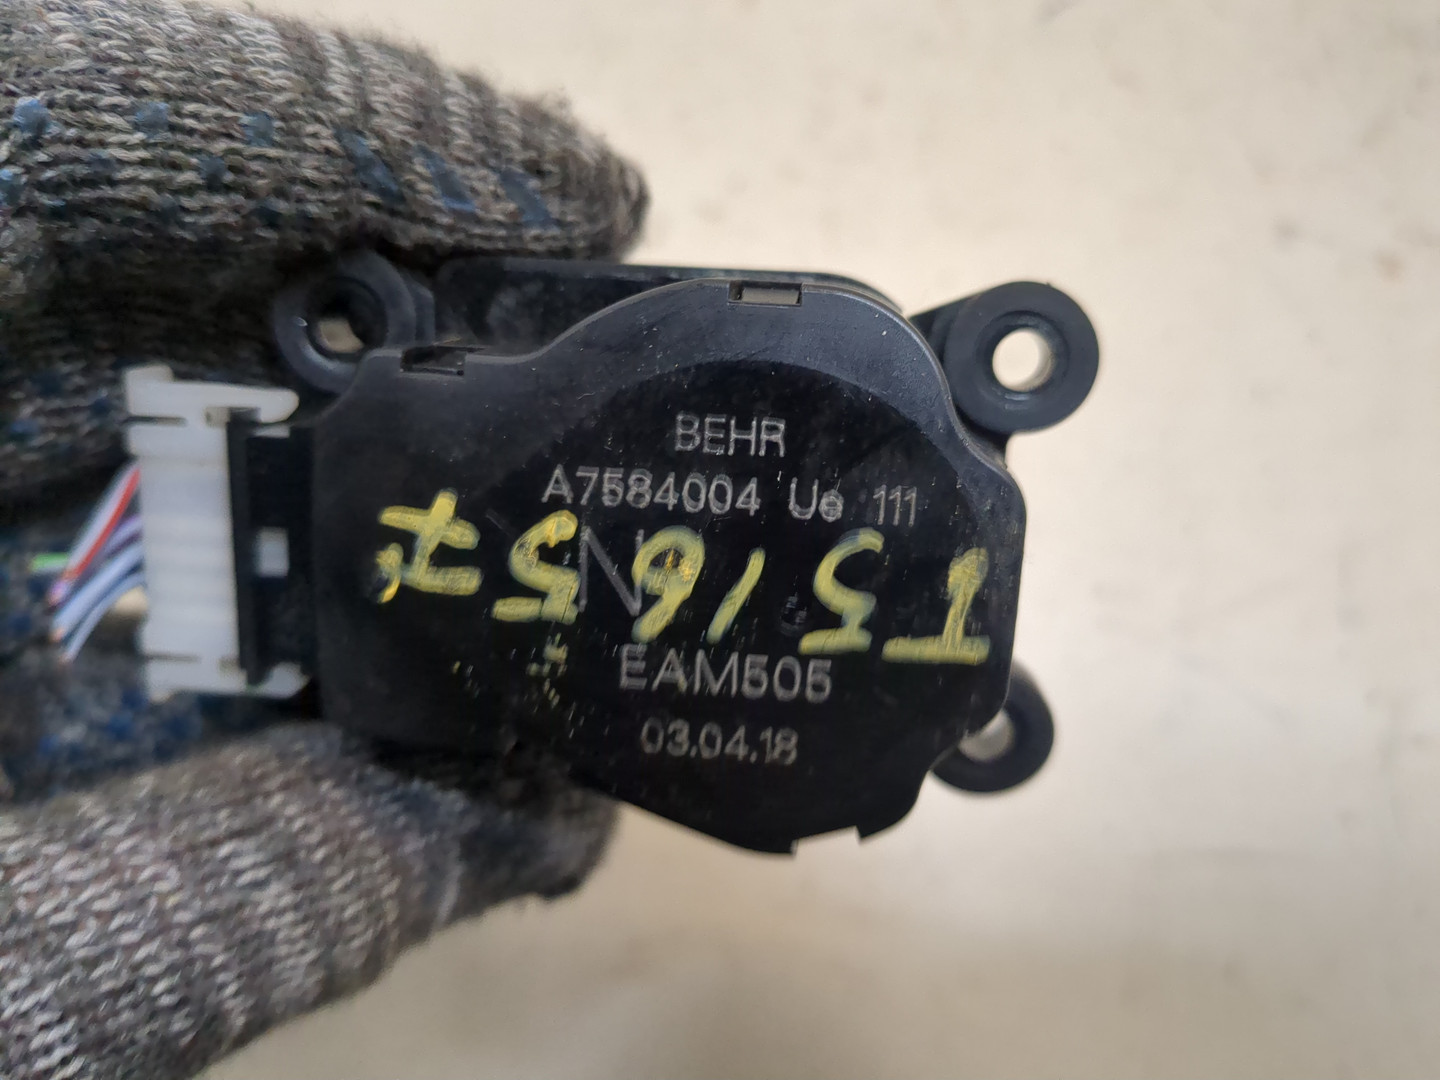 BEHR
A7584004 Ue 111
N
EAM505
03.04.18